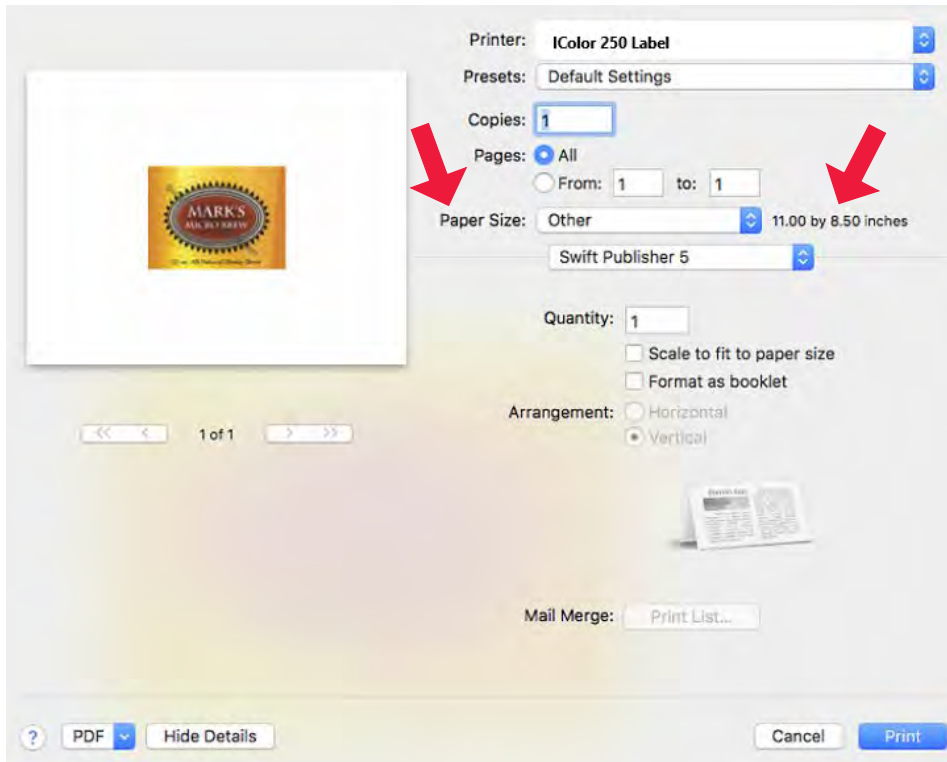 Printer: IColor 250 Label
Presets: Default Settings
Copies: 1
Pages: All
From: 1 to: 1
Paper Size: Other 11.00 by 8.50 inches
Swift Publisher 5
MARK'S
MICRO BREW
Quantity: 1
Scale to fit to paper size
Format as booklet
Arrangement: Horizontal
Vertical
<< < 1 of 1 > >>
Mail Merge: Print List...
? PDF Hide Details Cancel Print